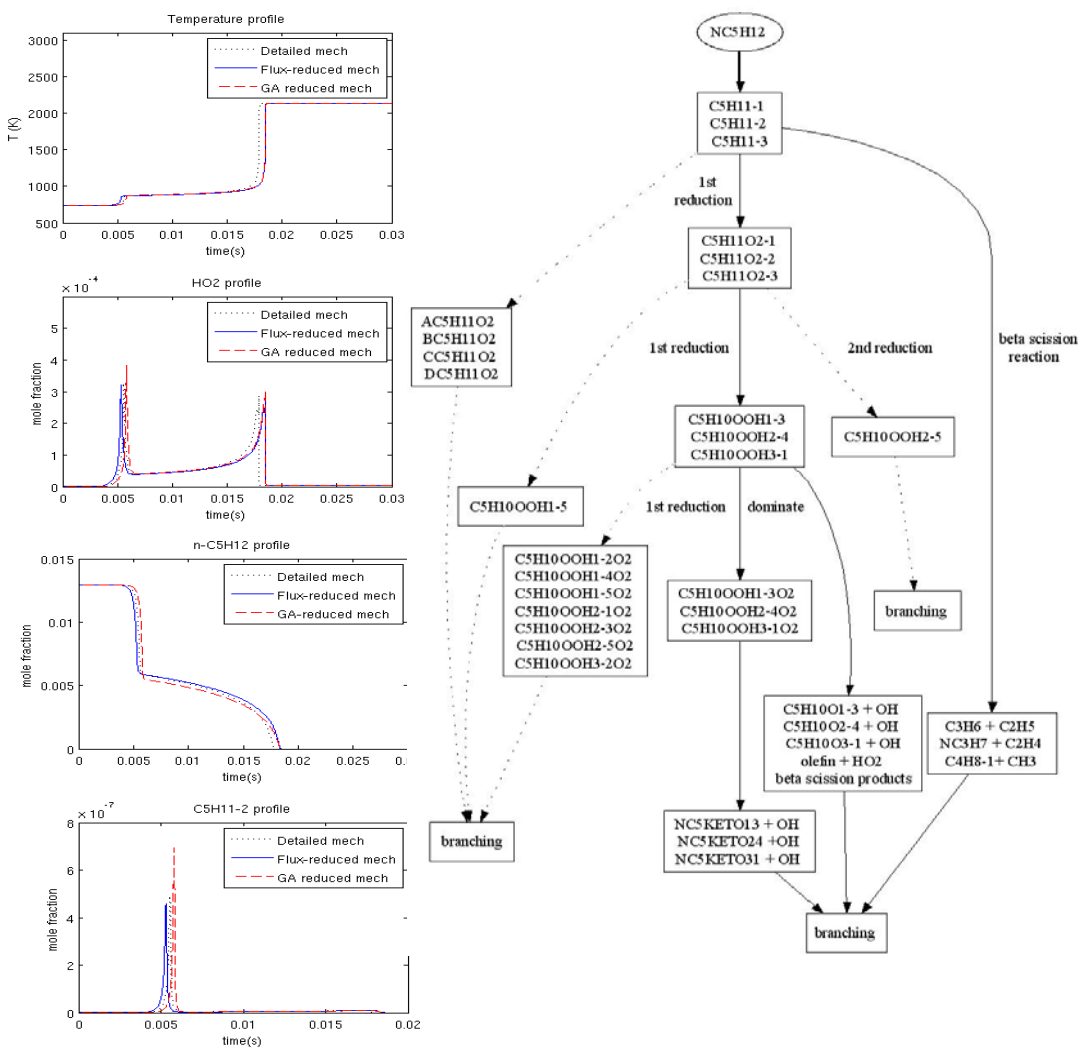 Temperature profile
3000
2500
2000
1500
1000
500
T (K)
Detailed mech
Flux-reduced mech
GA reduced mech
0
0.005
0.01
0.015
0.02
0.025
0.03
time(s)
× 10⁻⁴
HO2 profile
5
4
3
2
1
0
mole fraction
Detailed mech
Flux-reduced mech
GA reduced mech
0
0.005
0.01
0.015
0.02
0.025
0.03
time(s)
n-C5H12 profile
0.015
0.01
0.005
0
mole fraction
Detailed mech
Flux-reduced mech
GA-reduced mech
0
0.005
0.01
0.015
0.02
0.025
time(s)
× 10⁻⁷
C5H11-2 profile
8
6
4
2
0
mole fraction
Detailed mech
Flux-reduced mech
GA reduced mech
0
0.005
0.01
0.015
0.02
time(s)
NC5H12
C5H11-1
C5H11-2
C5H11-3
1st
reduction
C5H11O2-1
C5H11O2-2
C5H11O2-3
AC5H11O2
BC5H11O2
CC5H11O2
DC5H11O2
1st reduction
2nd reduction
beta scission
reaction
C5H10OOH1-3
C5H10OOH2-4
C5H10OOH3-1
C5H10OOH2-5
C5H10OOH1-5
1st reduction
dominate
C5H10OOH1-2O2
C5H10OOH1-4O2
C5H10OOH1-5O2
C5H10OOH2-1O2
C5H10OOH2-3O2
C5H10OOH2-5O2
C5H10OOH3-2O2
C5H10OOH1-3O2
C5H10OOH2-4O2
C5H10OOH3-1O2
branching
C5H10O1-3 + OH
C5H10O2-4 + OH
C5H10O3-1 + OH
olefin + HO2
beta scission products
C3H6 + C2H5
NC3H7 + C2H4
C4H8-1+ CH3
branching
NC5KETO13 + OH
NC5KETO24 +OH
NC5KETO31 + OH
branching